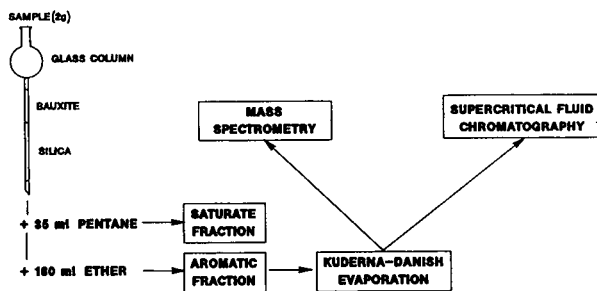 SAMPLE(2g)
GLASS COLUMN
BAUXITE
SILICA
MASS
SPECTROMETRY
SUPERCRITICAL FLUID
CHROMATOGRAPHY
+ 35 ml PENTANE
SATURATE
FRACTION
+ 160 ml ETHER
AROMATIC
FRACTION
KUDERNA-DANISH
EVAPORATION